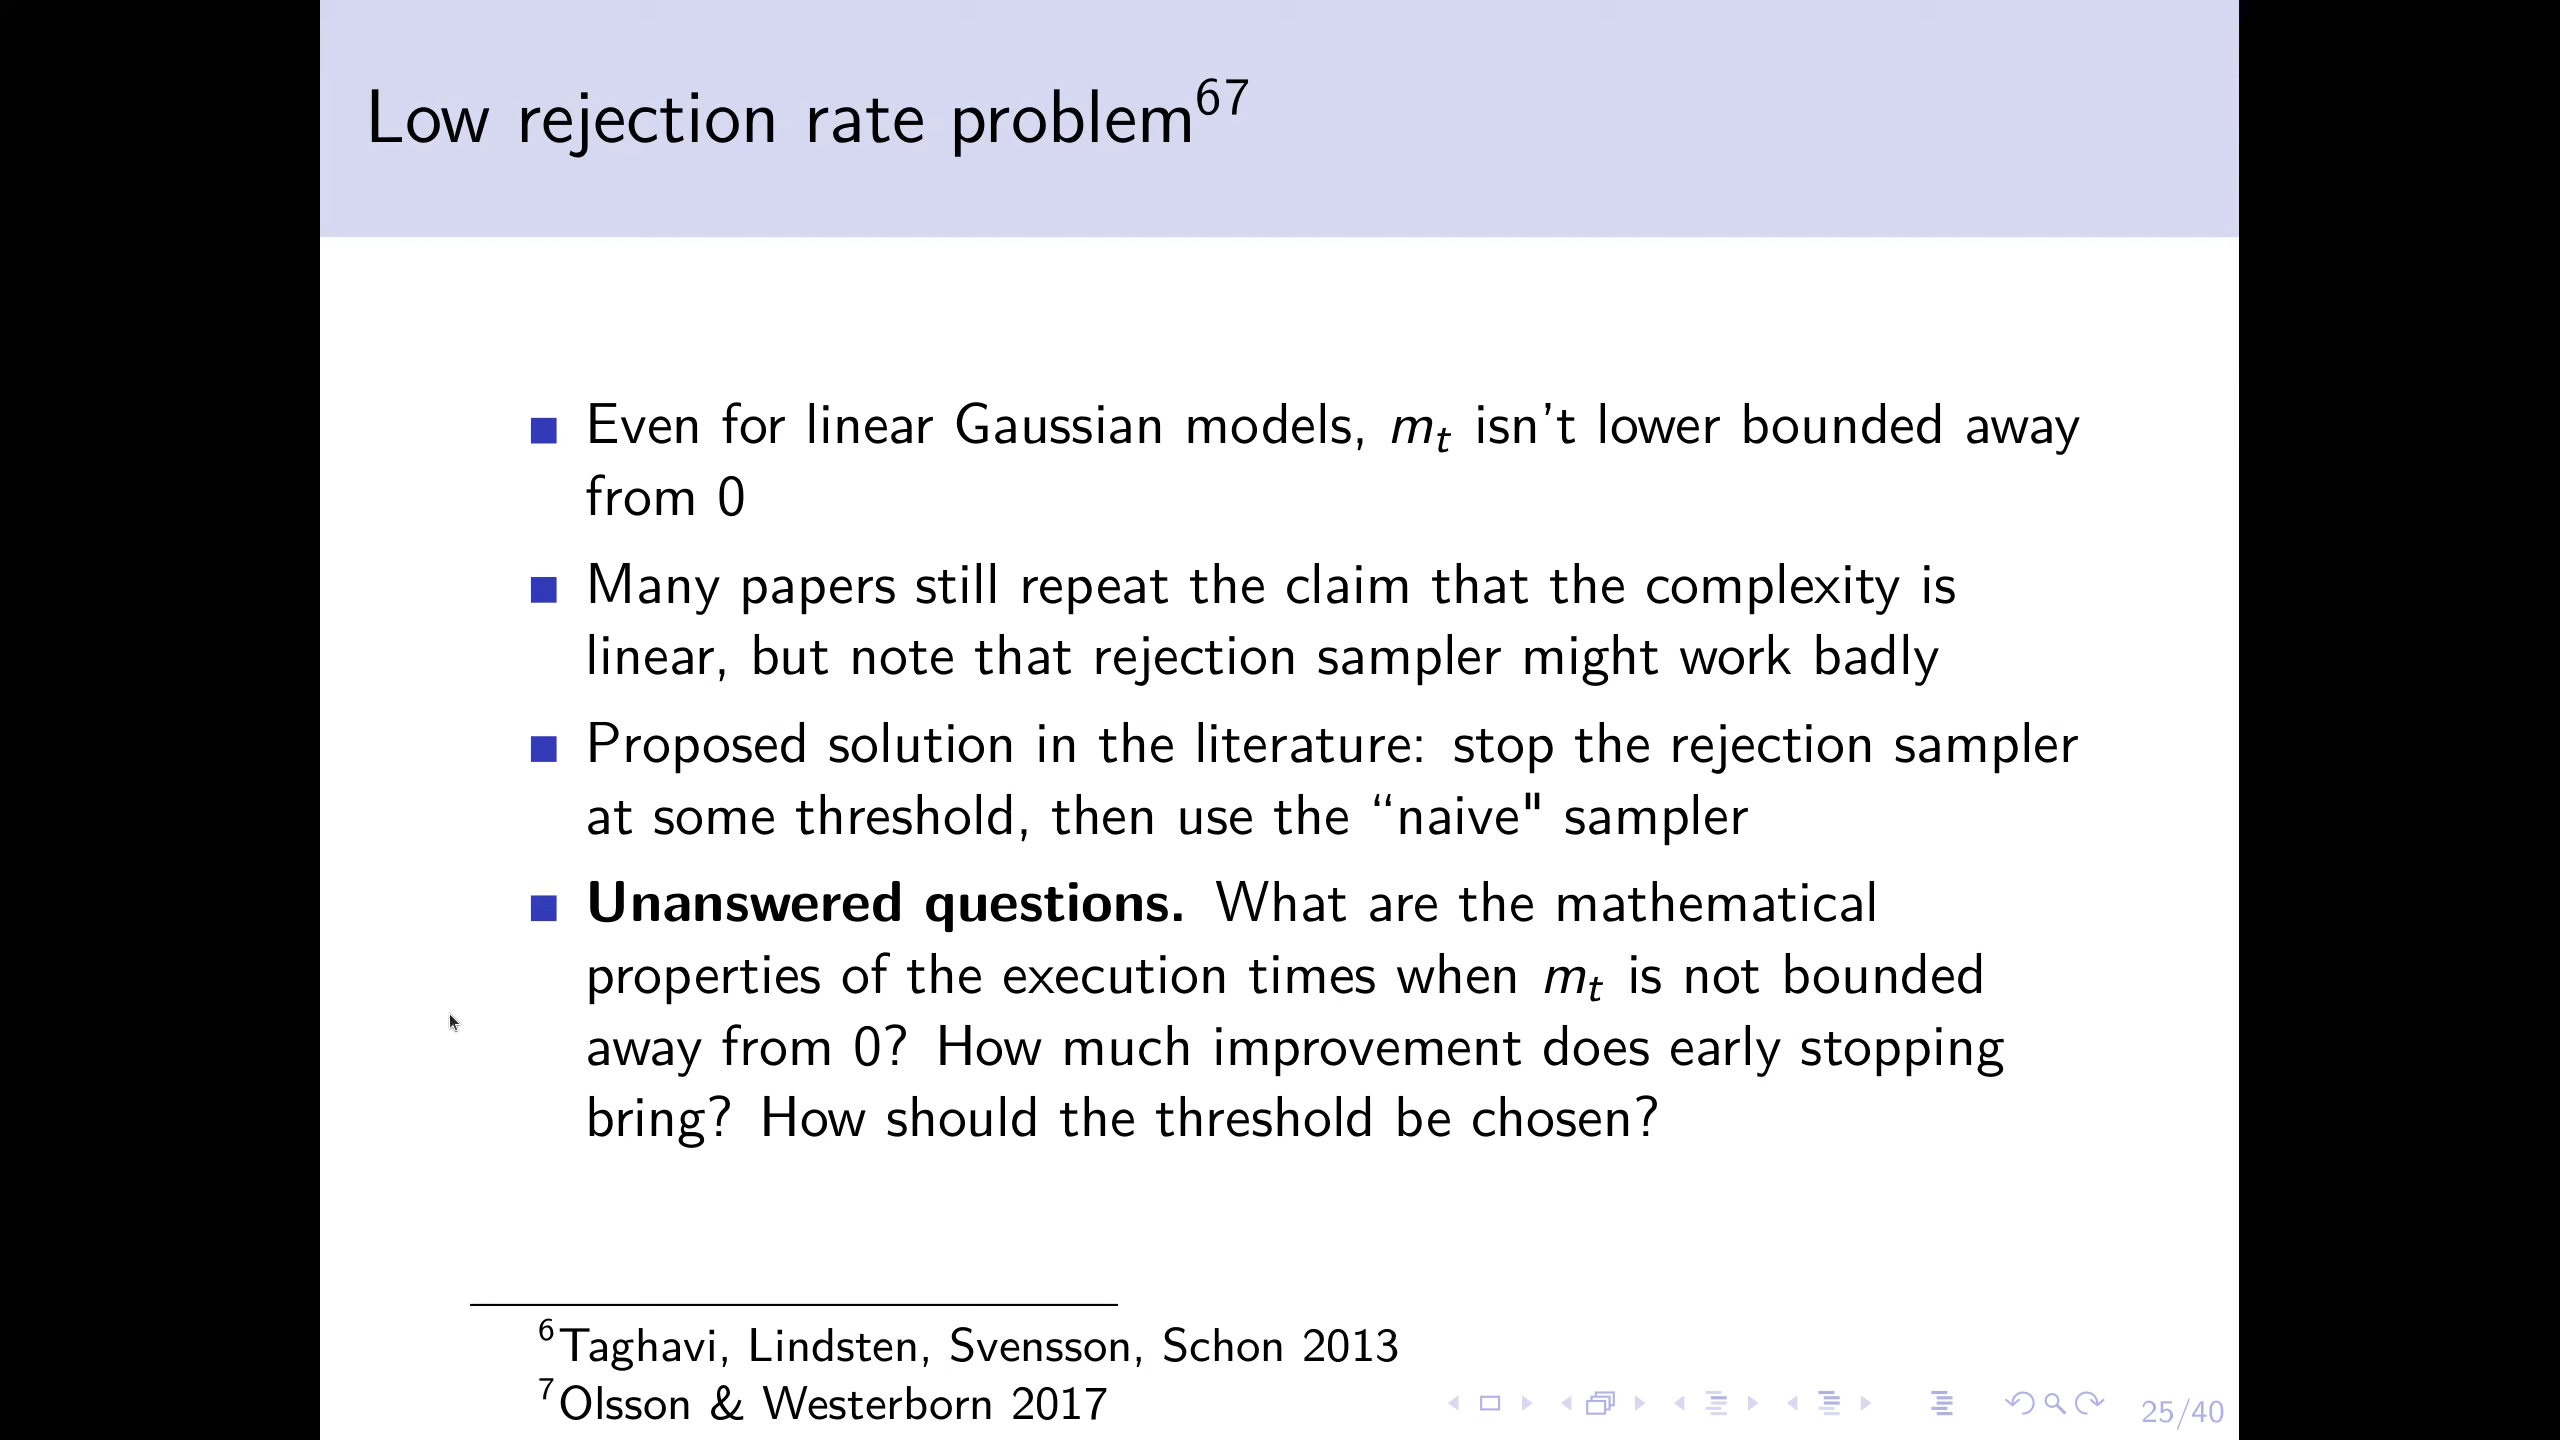 Low rejection rate problem⁶⁷
Even for linear Gaussian models, mₜ isn't lower bounded away
from 0
Many papers still repeat the claim that the complexity is
linear, but note that rejection sampler might work badly
Proposed solution in the literature: stop the rejection sampler
at some threshold, then use the “naive" sampler
Unanswered questions. What are the mathematical
properties of the execution times when mₜ is not bounded
away from 0? How much improvement does early stopping
bring? How should the threshold be chosen?
⁶Taghavi, Lindsten, Svensson, Schon 2013
⁷Olsson & Westerborn 2017
25/40